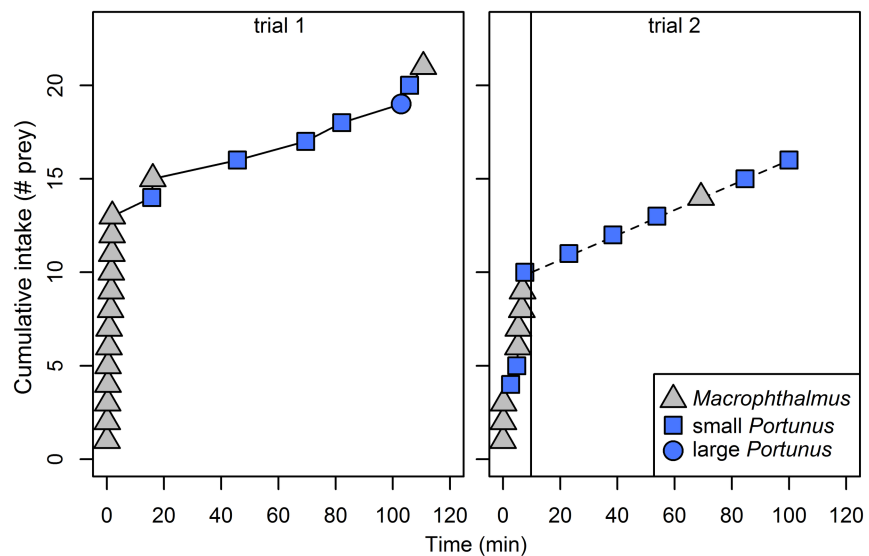 trial 1
trial 2
Cumulative intake (# prey)
20
15
10
5
0
Macrophthalmus
small Portunus
large Portunus
0 20 40 60 80 100 120
0 20 40 60 80 100 120
Time (min)